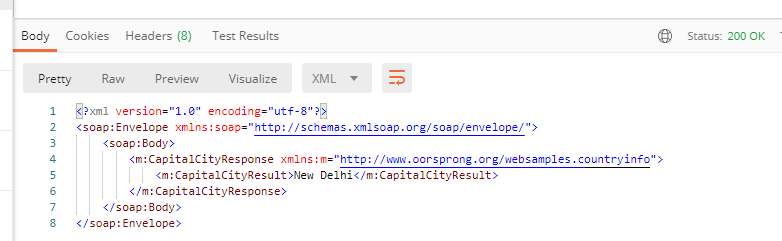 Body Cookies Headers (8) Test Results Status: 200 OK
Pretty Raw Preview Visualize XML
1 <?xml version="1.0" encoding="utf-8"?>
2 <soap:Envelope xmlns:soap="http://schemas.xmlsoap.org/soap/envelope/">
3 <soap:Body>
4 <m:CapitalCityResponse xmlns:m="http://www.oorsprong.org/websamples.countryinfo">
5 <m:CapitalCityResult>New Delhi</m:CapitalCityResult>
6 </m:CapitalCityResponse>
7 </soap:Body>
8 </soap:Envelope>